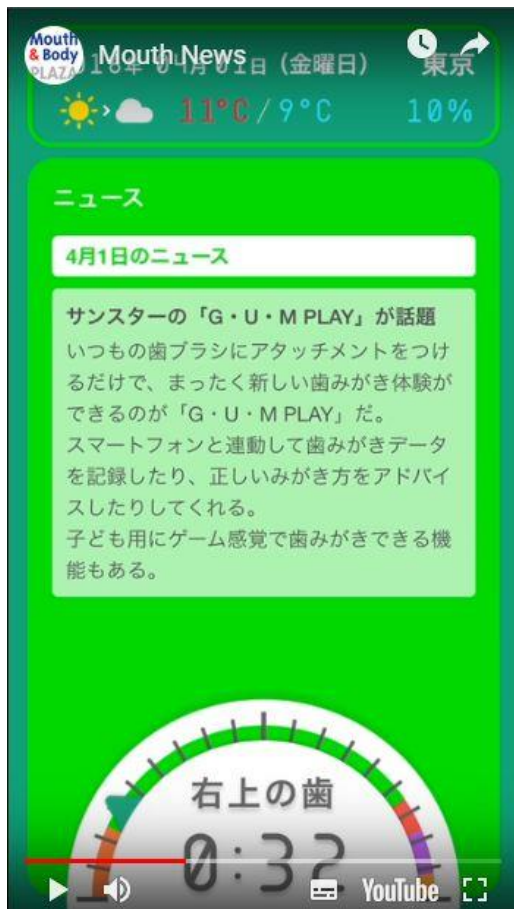 Mouth
& Body
PLAZA
Mouth News
04月01日 (金曜日)
東京
11°C / 9°C
10%
ニュース
4月1日のニュース
サンスターの「G・U・M PLAY」が話題
いつもの歯ブラシにアタッチメントをつけ
るだけで、まったく新しい歯みがき体験が
できるのが「G・U・M PLAY」だ。
スマートフォンと連動して歯みがきデータ
を記録したり、正しいみがき方をアドバイ
スしたりしてくれる。
子ども用にゲーム感覚で歯みがきできる機
能もある。
右上の歯
0:32
YouTube